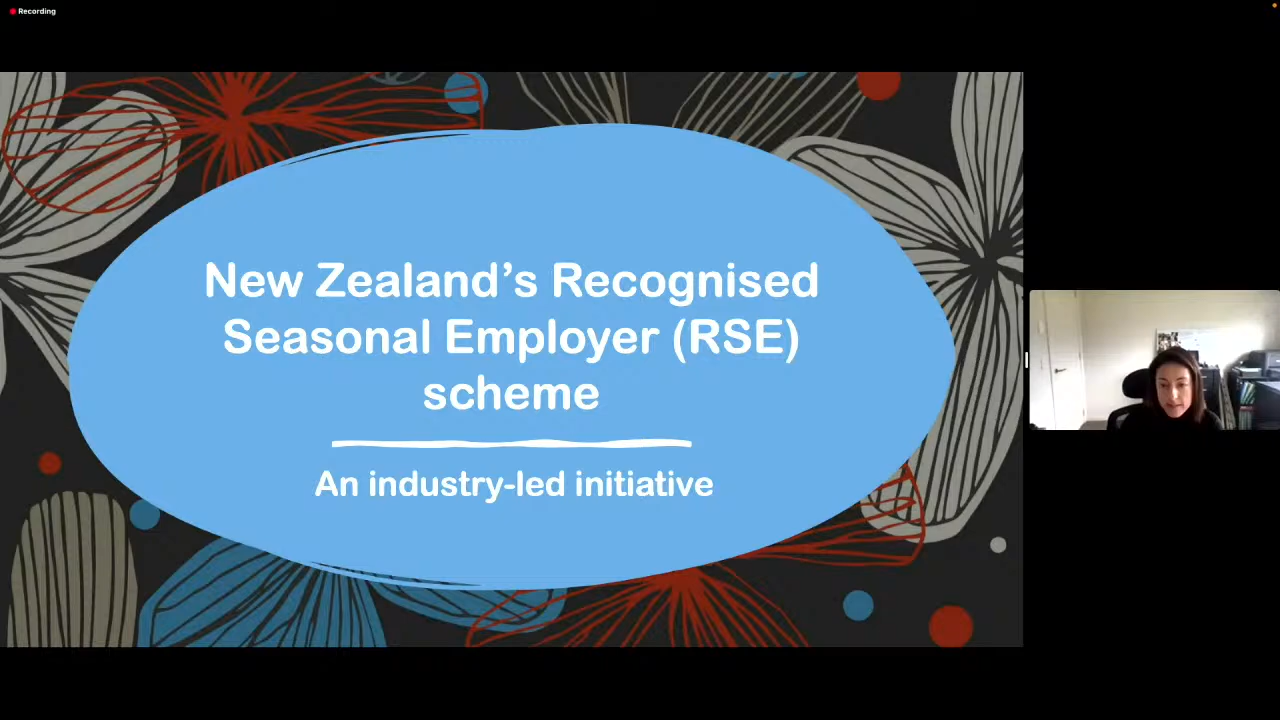 Recording
New Zealand’s Recognised
Seasonal Employer (RSE)
scheme
An industry-led initiative